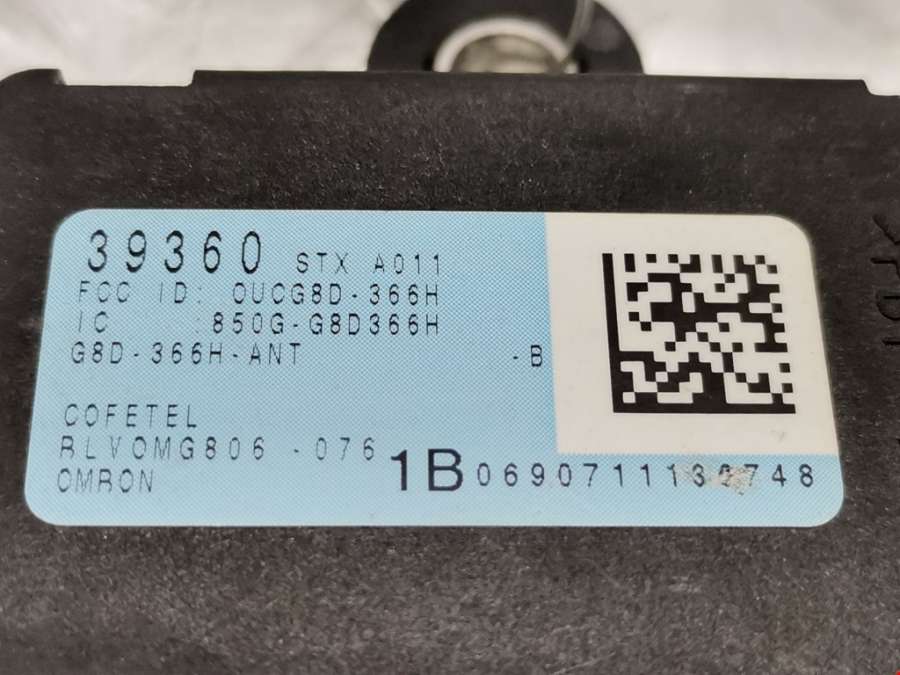 39360 STX A011
FCC ID: OUCG8D-366H
IC :850G-G8D366H
G8D-366H-ANT -B
COFETEL
RLVOMG806-076
OMRON
1B